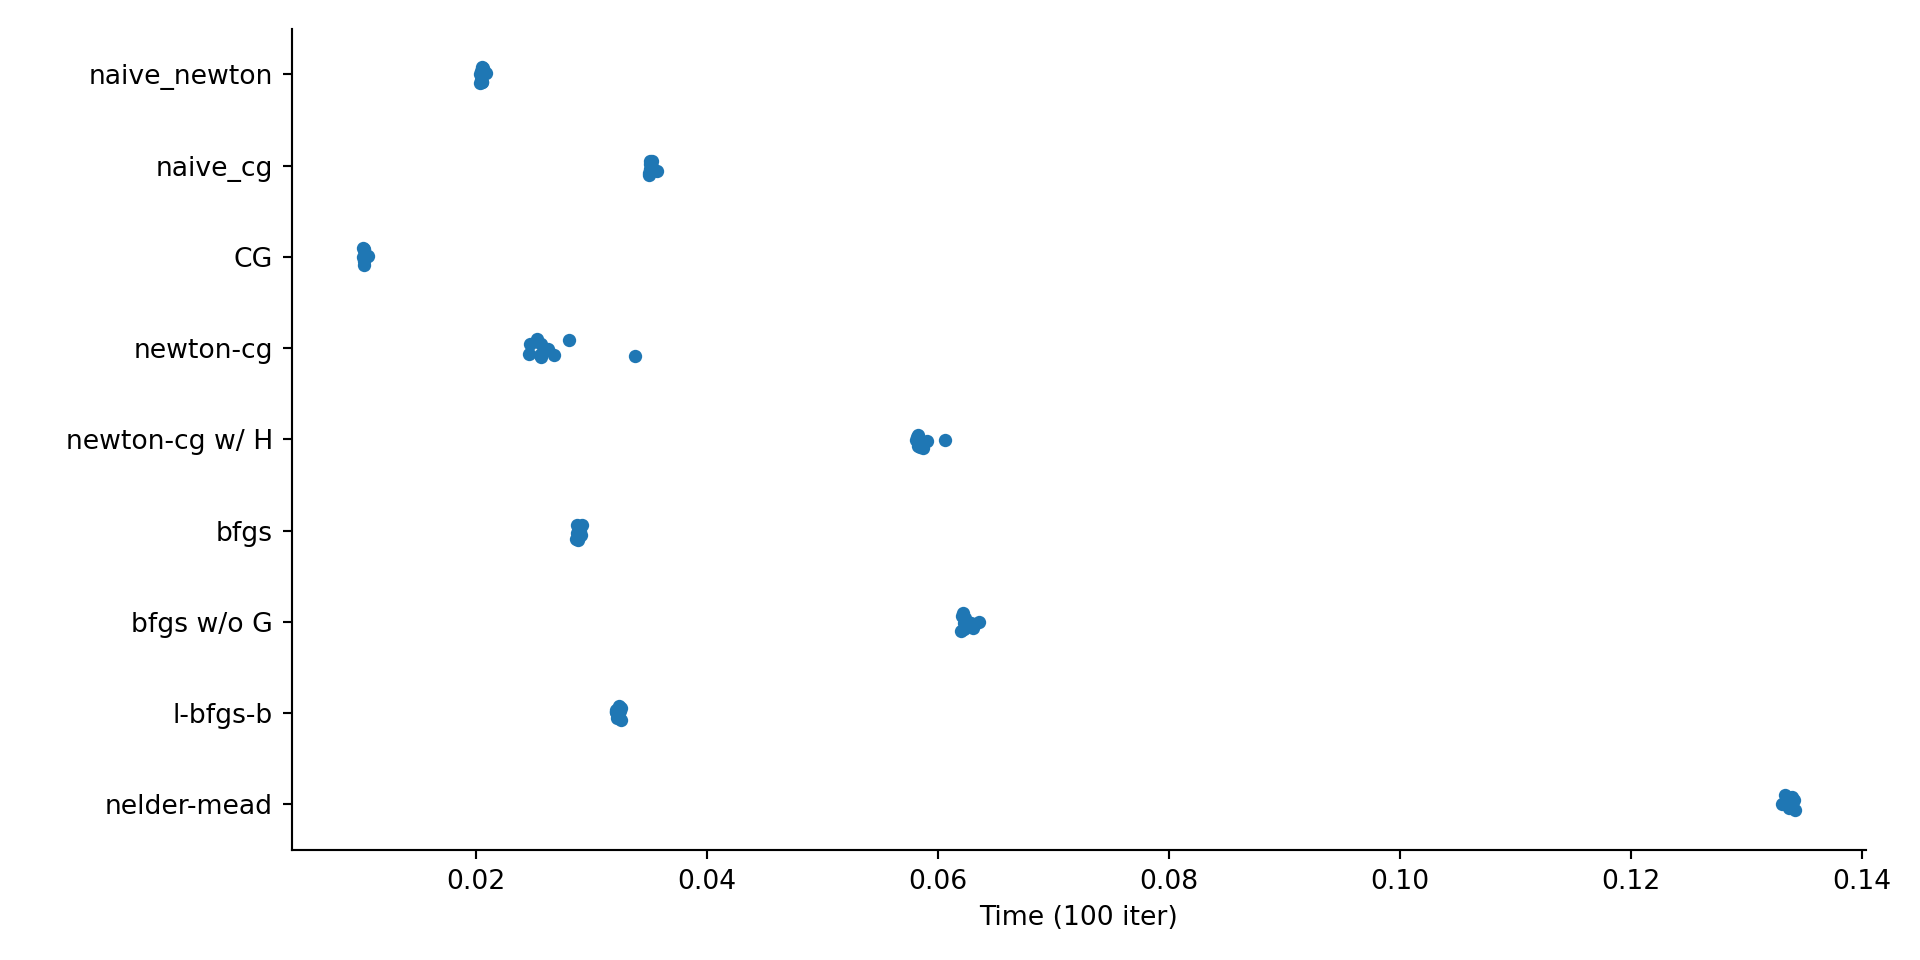 naive_newton
naive_cg
CG
newton-cg
newton-cg w/ H
bfgs
bfgs w/o G
l-bfgs-b
nelder-mead
0.02 0.04 0.06 0.08 0.10 0.12 0.14
Time (100 iter)